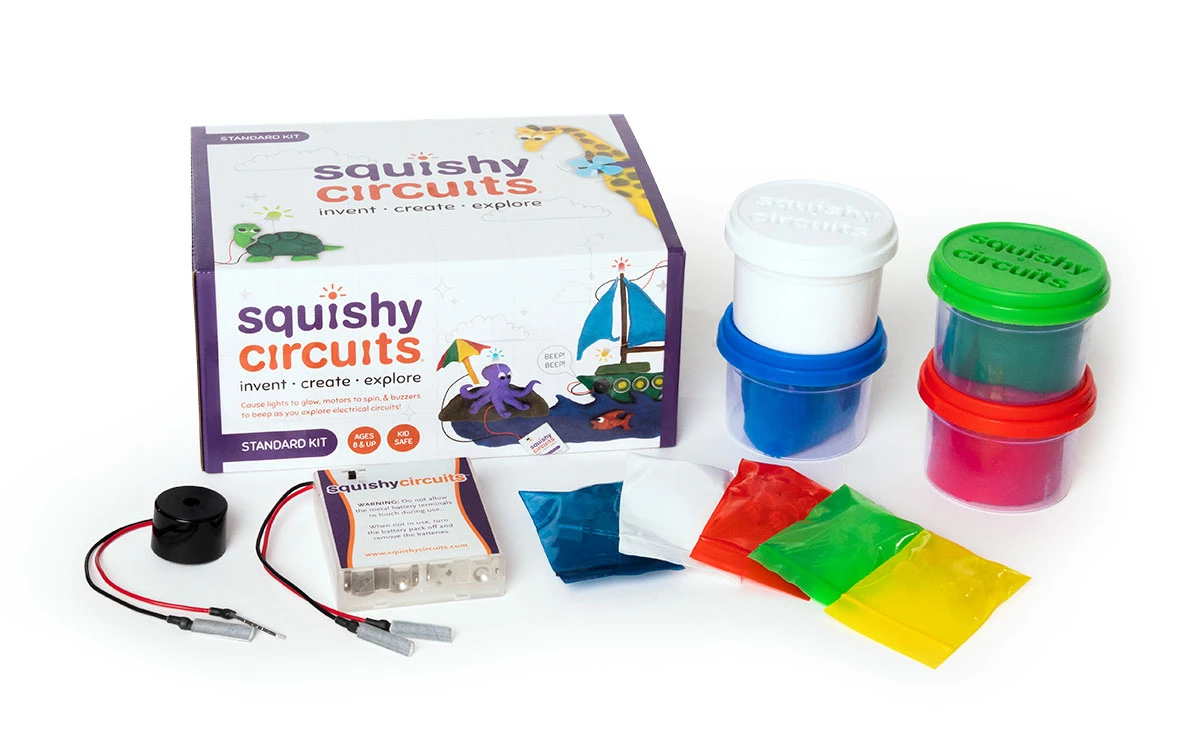 STANDARD KIT
squishy
circuits
invent · create · explore
squishy
circuits
invent · create · explore
Cause lights to glow, motors to spin, & buzzers
to beep as you explore electrical circuits!
STANDARD KIT
AGES
8 & UP
KID
SAFE
BEEP!
BEEP!
squishy
circuits
squishy
circuits
squishy
circuits
OFF ON
squishycircuits
WARNING: Do not allow
the metal battery terminals
to touch during use.
When not in use, turn
the battery pack off and
remove the batteries.
www.squishycircuits.com